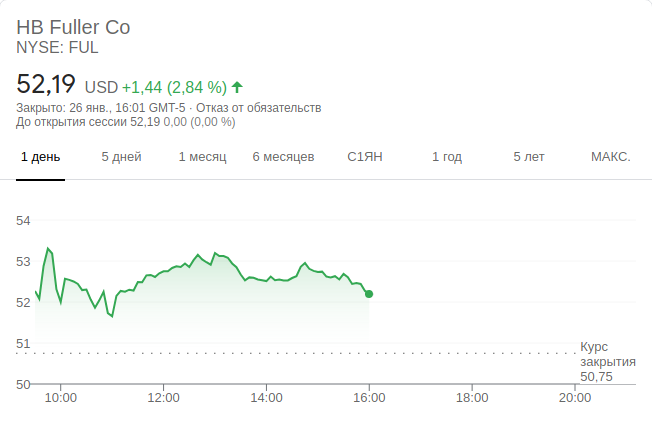 HB Fuller Co
NYSE: FUL
52,19 USD +1,44 (2,84 %)
Закрыто: 26 янв., 16:01 GMT-5 · Отказ от обязательств
До открытия сессии 52,19 0,00 (0,00 %)
1 день 5 дней 1 месяц 6 месяцев С1ЯН 1 год 5 лет МАКС.
54
53
52
51
Курс
закрытия
50,75
50
10:00 12:00 14:00 16:00 18:00 20:00